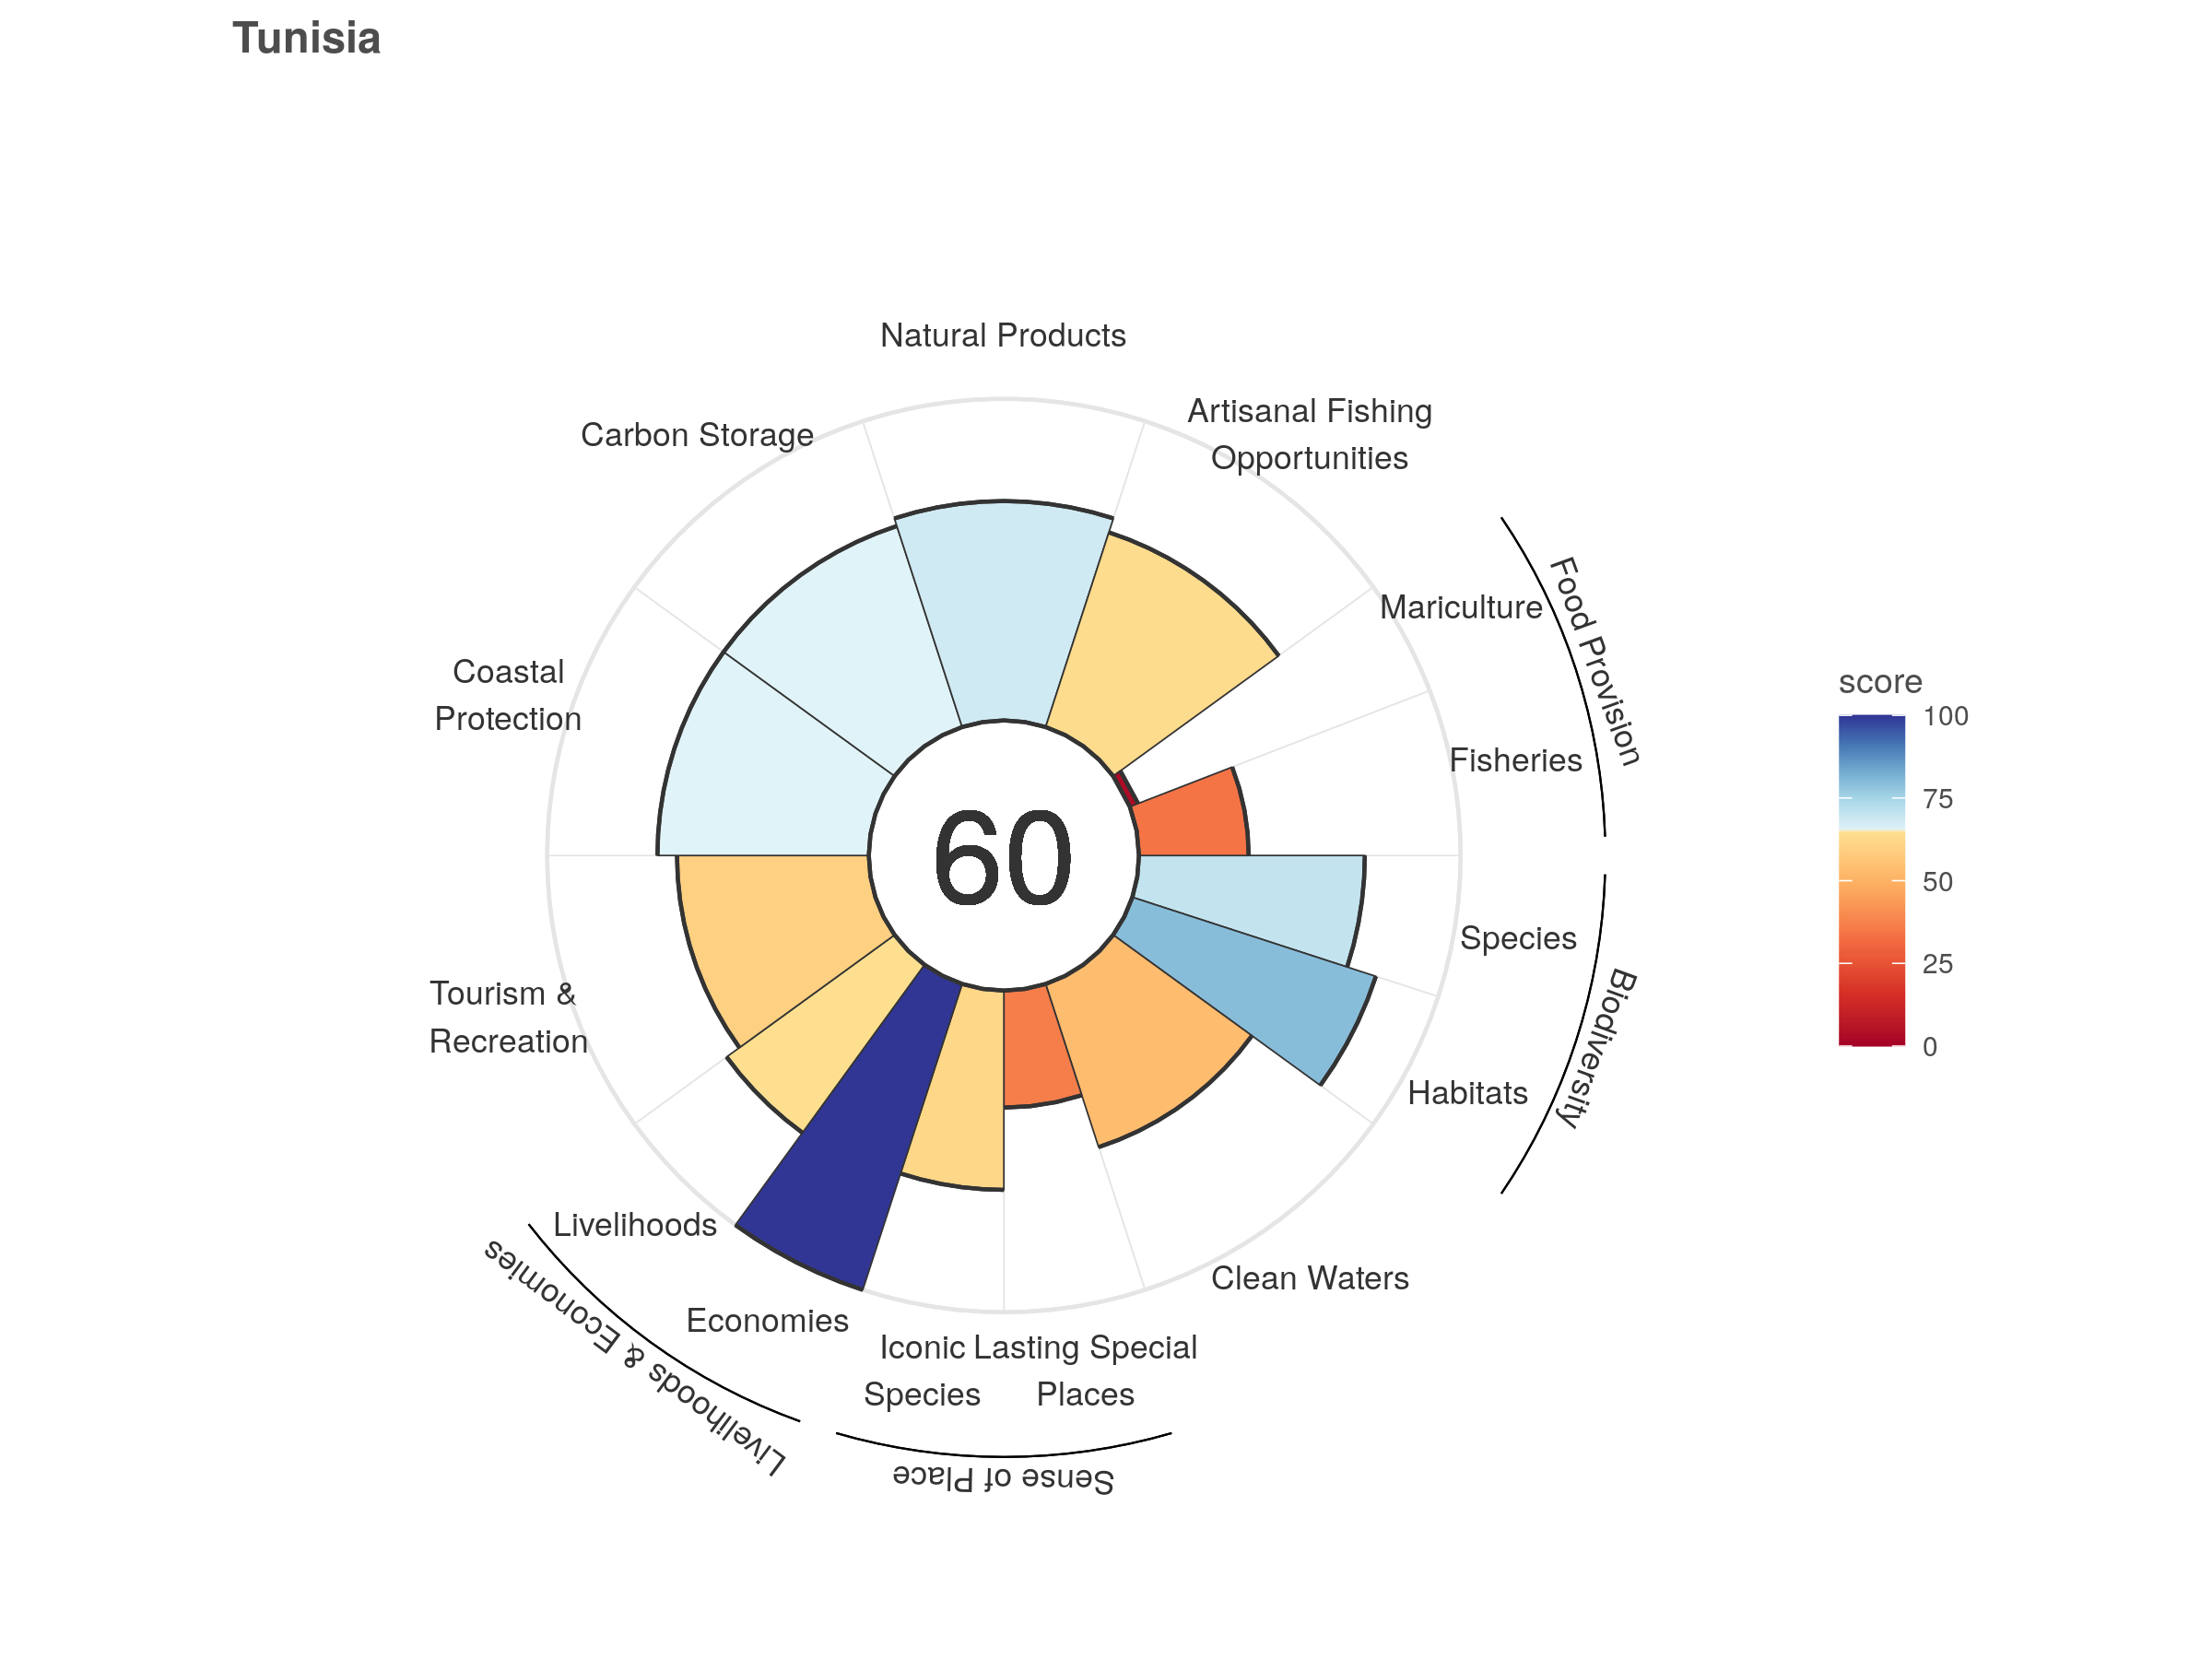 Tunisia
Natural Products
Artisanal Fishing
Opportunities
Carbon Storage
Mariculture
Food Provision
Fisheries
Coastal
Protection
score
100
75
50
25
0
60
Species
Biodiversity
Habitats
Tourism &
Recreation
Clean Waters
Livelihoods
Economies
Livelihoods & Economies
Iconic
Species
Lasting Special
Places
Sense of Place